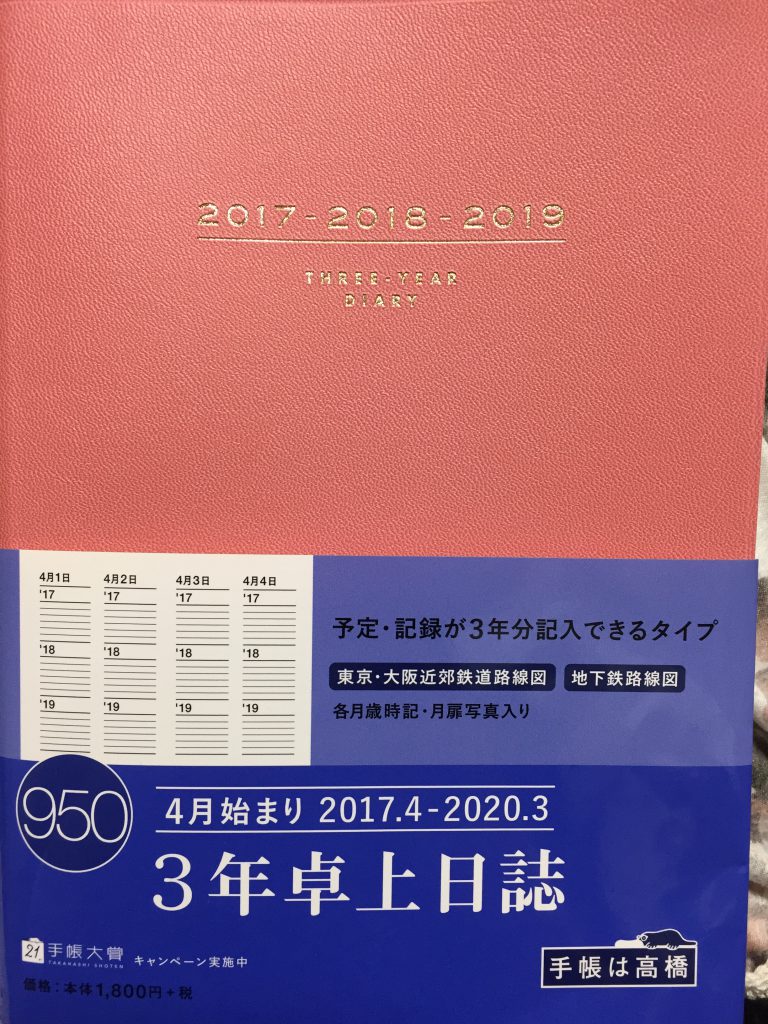 2017-2018-2019
THREE-YEAR
DIARY
4月1日 4月2日 4月3日 4月4日
'17 '17 '17 '17
'18 '18 '18 '18
'19 '19 '19 '19
予定・記録が3年分記入できるタイプ
東京・大阪近郊鉄道路線図 地下鉄路線図
各月歳時記・月扉写真入り
950
4月始まり 2017.4-2020.3
3年卓上日誌
21 手帳大賞 キャンペーン実施中
TAKAHASHI SHOTEN
手帳は高橋
価格：本体1,800円+税